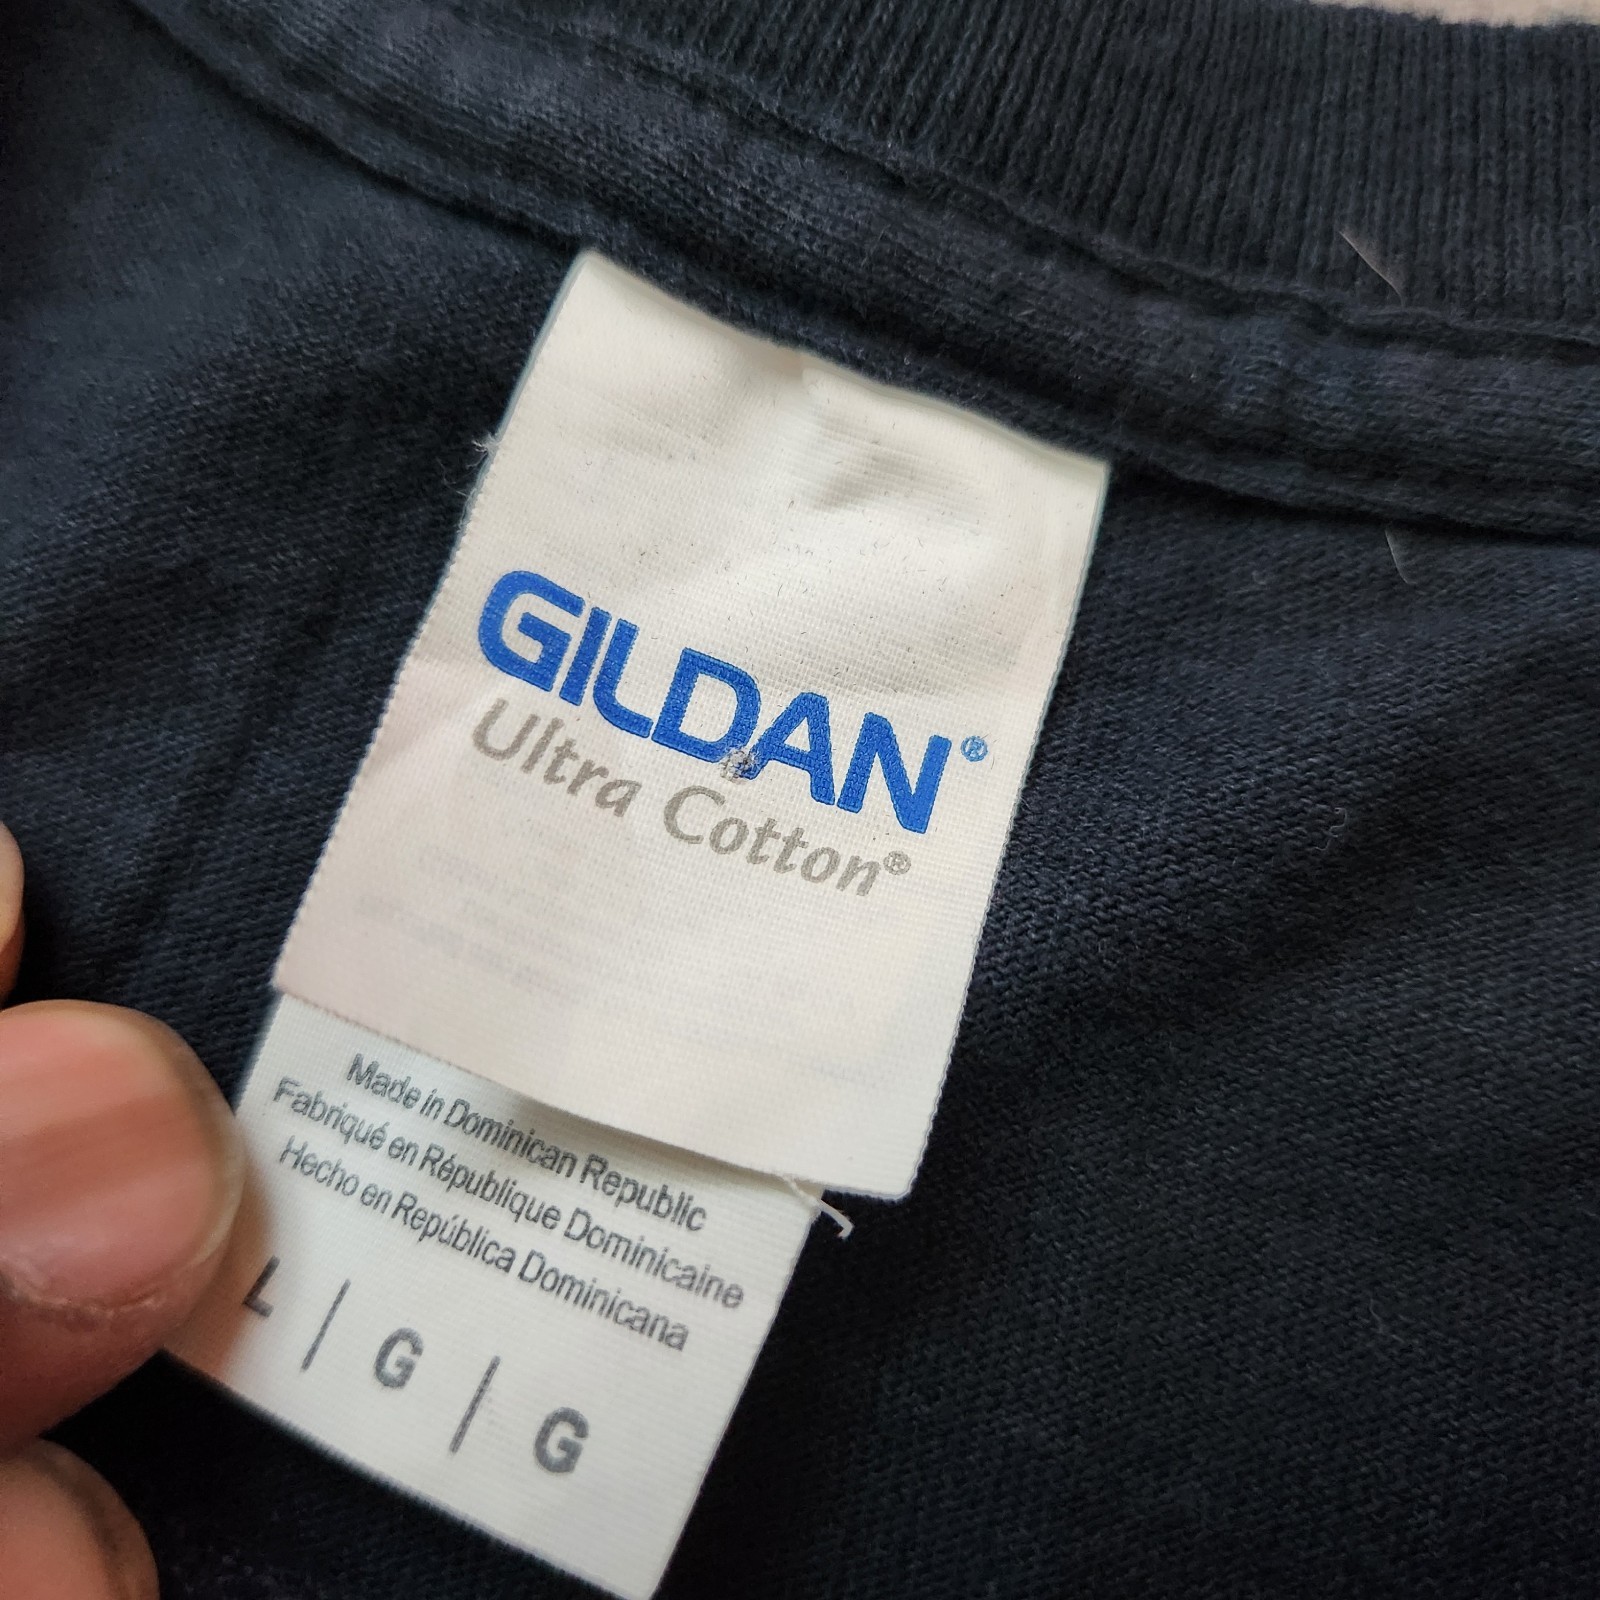 GILDAN®
Ultra Cotton®
Made in Dominican Republic
Fabriqué en République Dominicaine
Hecho en República Dominicana
L / G / G